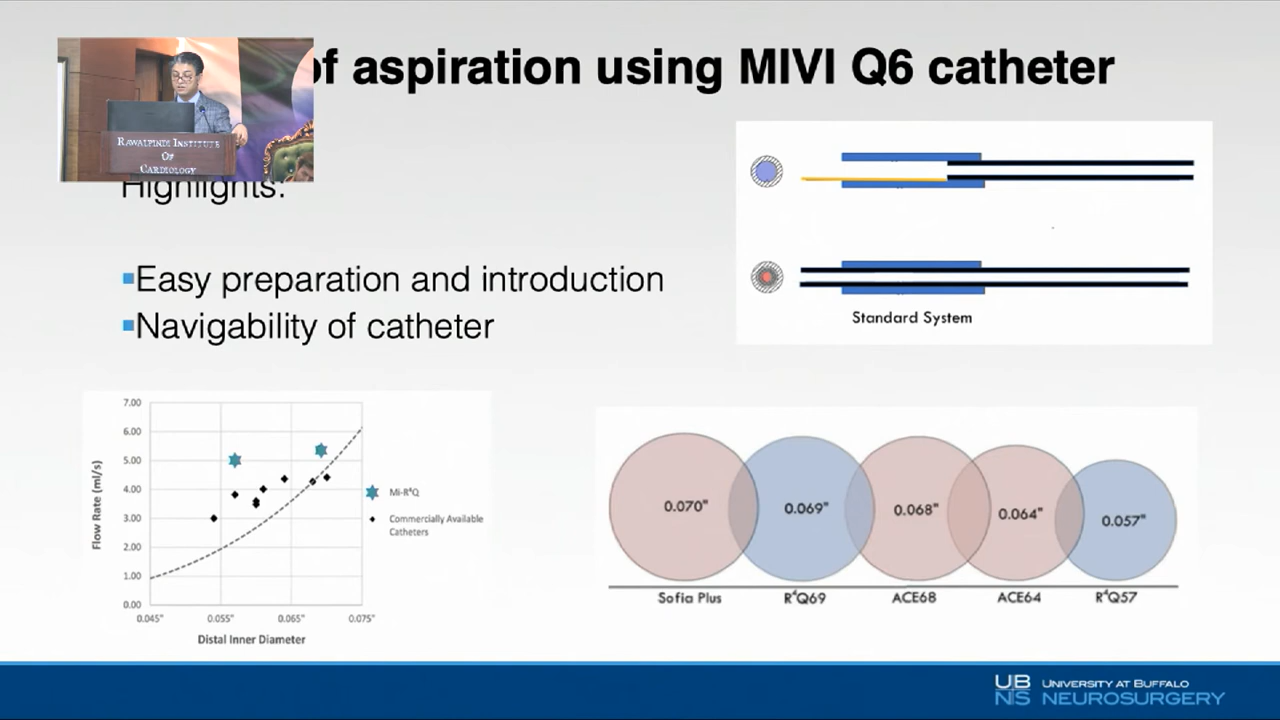 of aspiration using MIVI Q6 catheter
RAWALPINDI INSTITUTE
OF
CARDIOLOGY
Highlights:
▪Easy preparation and introduction
▪Navigability of catheter
Standard System
7.00
6.00
5.00
4.00
3.00
2.00
1.00
0.00
0.045" 0.055" 0.065" 0.075"
Flow Rate (ml/s)
Distal Inner Diameter
Mi-R⁴Q
Commercially Available
Catheters
0.070" 0.069" 0.068" 0.064" 0.057"
Sofia Plus R⁴Q69 ACE68 ACE64 R⁴Q57
UB
NS
UNIVERSITY AT BUFFALO
NEUROSURGERY